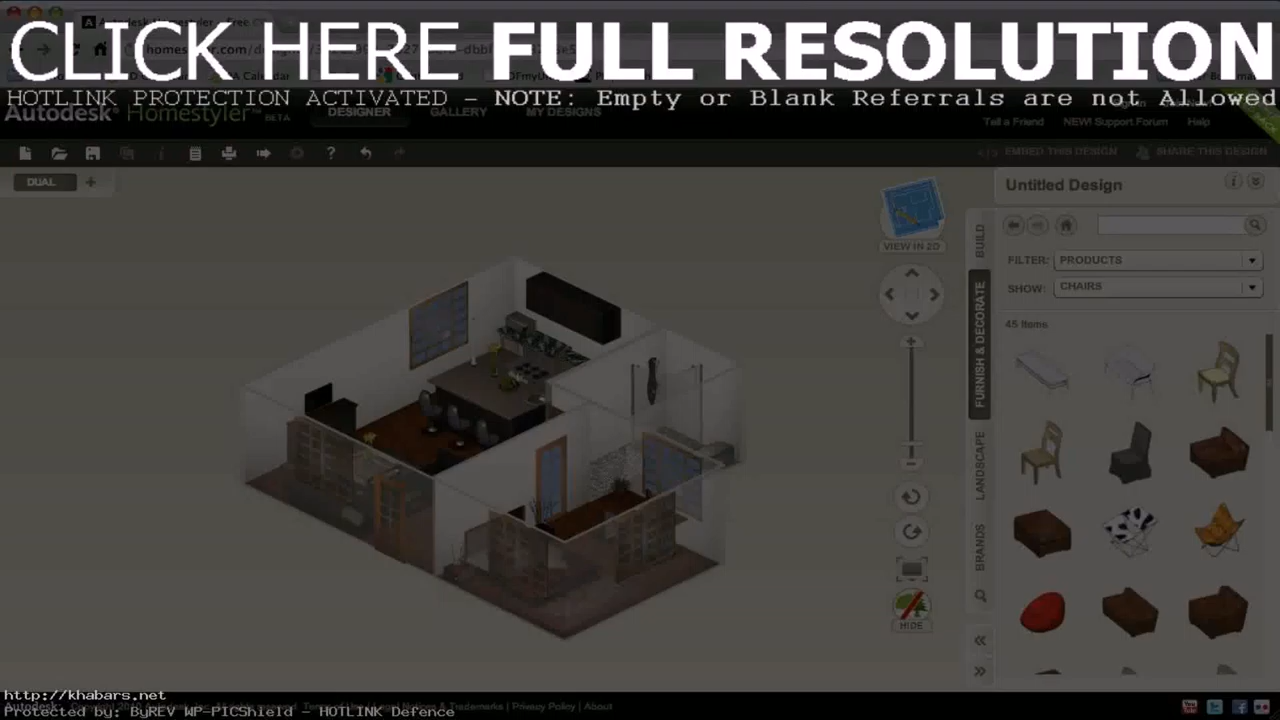 CLICK HERE FULL RESOLUTION
HOTLINK PROTECTION ACTIVATED - NOTE: Empty or Blank Referrals are not Allowed
Autodesk Homestyler™ BETA
DESIGNER GALLERY MY DESIGNS
Tell a Friend NEW! Support Forum Help
EMBED THIS DESIGN SHARE THIS DESIGN
DUAL +
Untitled Design
VIEW IN 2D
BUILD
FILTER: PRODUCTS
SHOW: CHAIRS
45 Items
FURNISH & DECORATE
LANDSCAPE
BRANDS
HIDE
http://khabars.net
Trademarks | Privacy Policy | About
Protected by: ByREV WP-PICShield - HOTLINK Defence